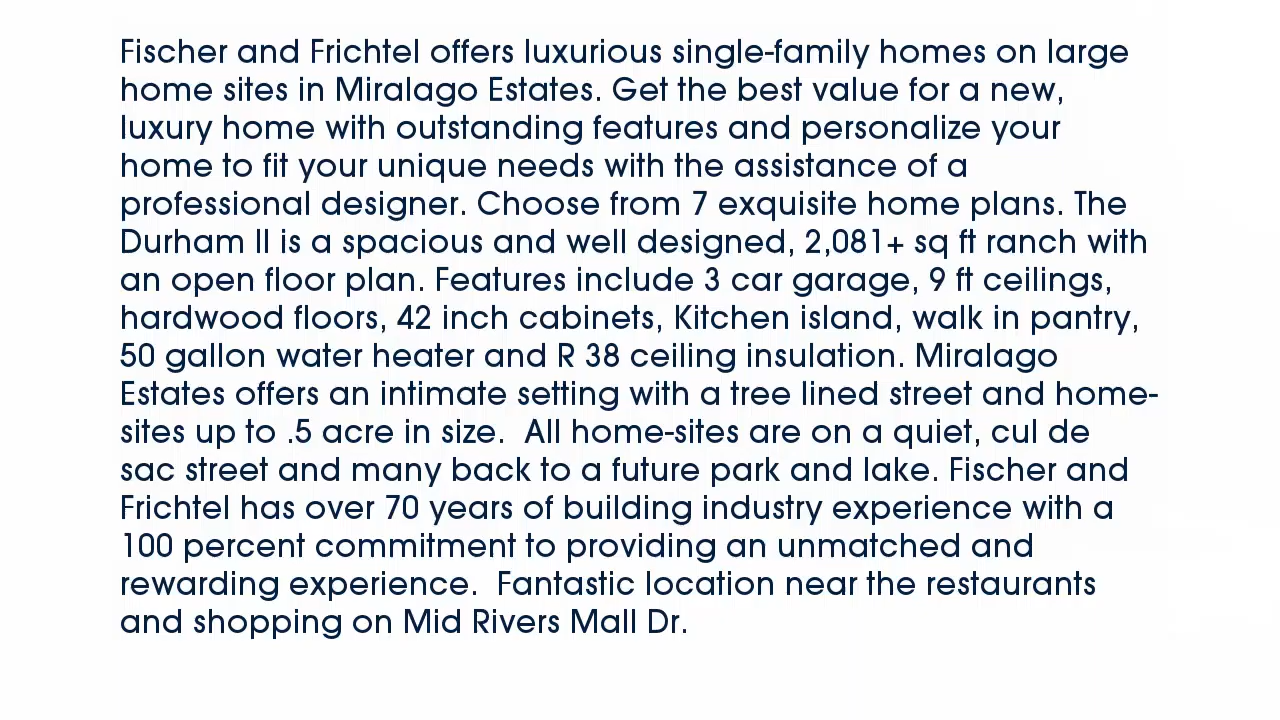 Fischer and Frichtel offers luxurious single-family homes on large
home sites in Miralago Estates. Get the best value for a new,
luxury home with outstanding features and personalize your
home to fit your unique needs with the assistance of a
professional designer. Choose from 7 exquisite home plans. The
Durham II is a spacious and well designed, 2,081+ sq ft ranch with
an open floor plan. Features include 3 car garage, 9 ft ceilings,
hardwood floors, 42 inch cabinets, Kitchen island, walk in pantry,
50 gallon water heater and R 38 ceiling insulation. Miralago
Estates offers an intimate setting with a tree lined street and home-
sites up to .5 acre in size.  All home-sites are on a quiet, cul de
sac street and many back to a future park and lake. Fischer and
Frichtel has over 70 years of building industry experience with a
100 percent commitment to providing an unmatched and
rewarding experience.  Fantastic location near the restaurants
and shopping on Mid Rivers Mall Dr.